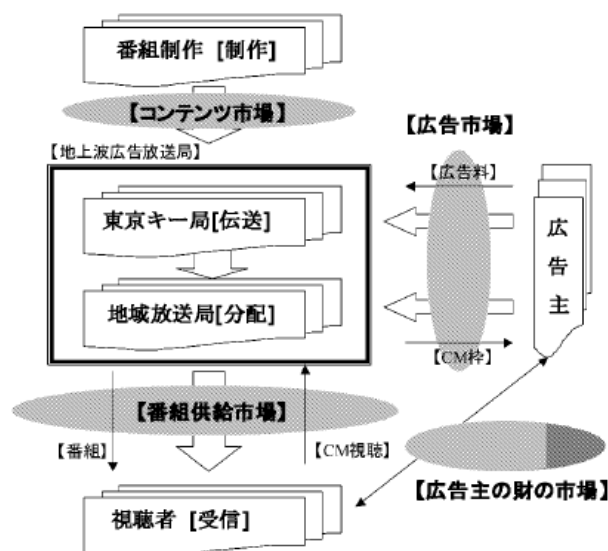 番組制作 [制作]
【コンテンツ市場】
【広告市場】
【地上波広告放送局】
【広告料】
東京キー局[伝送]
広告主
地域放送局[分配]
【CM枠】
【番組供給市場】
【番組】
【CM視聴】
【広告主の財の市場】
視聴者 [受信]